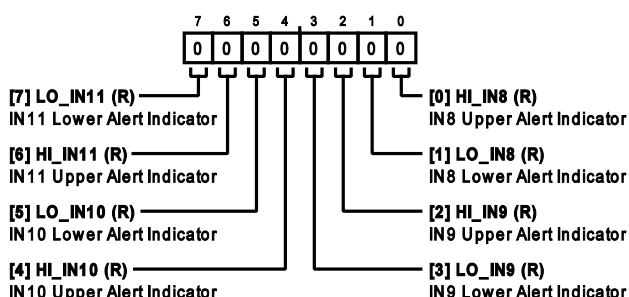 7 6 5 4 3 2 1 0
0 0 0 0 0 0 0 0
[7] LO_IN11 (R)
IN11 Lower Alert Indicator
[6] HI_IN11 (R)
IN11 Upper Alert Indicator
[5] LO_IN10 (R)
IN10 Lower Alert Indicator
[4] HI_IN10 (R)
IN10 Upper Alert Indicator
[0] HI_IN8 (R)
IN8 Upper Alert Indicator
[1] LO_IN8 (R)
IN8 Lower Alert Indicator
[2] HI_IN9 (R)
IN9 Upper Alert Indicator
[3] LO_IN9 (R)
IN9 Lower Alert Indicator